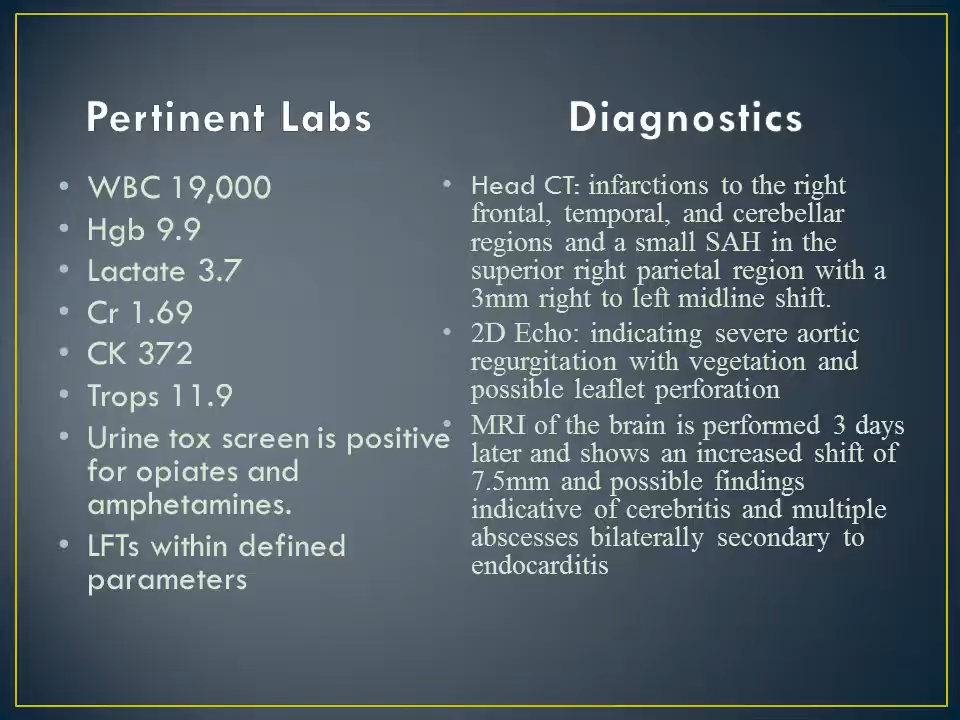 Pertinent Labs
• WBC 19,000
• Hgb 9.9
• Lactate 3.7
• Cr 1.69
• CK 372
• Trops 11.9
• Urine tox screen is positive
for opiates and
amphetamines.
• LFTs within defined
parameters
Diagnostics
• Head CT: infarctions to the right
frontal, temporal, and cerebellar
regions and a small SAH in the
superior right parietal region with a
3mm right to left midline shift.
• 2D Echo: indicating severe aortic
regurgitation with vegetation and
possible leaflet perforation
• MRI of the brain is performed 3 days
later and shows an increased shift of
7.5mm and possible findings
indicative of cerebritis and multiple
abscesses bilaterally secondary to
endocarditis